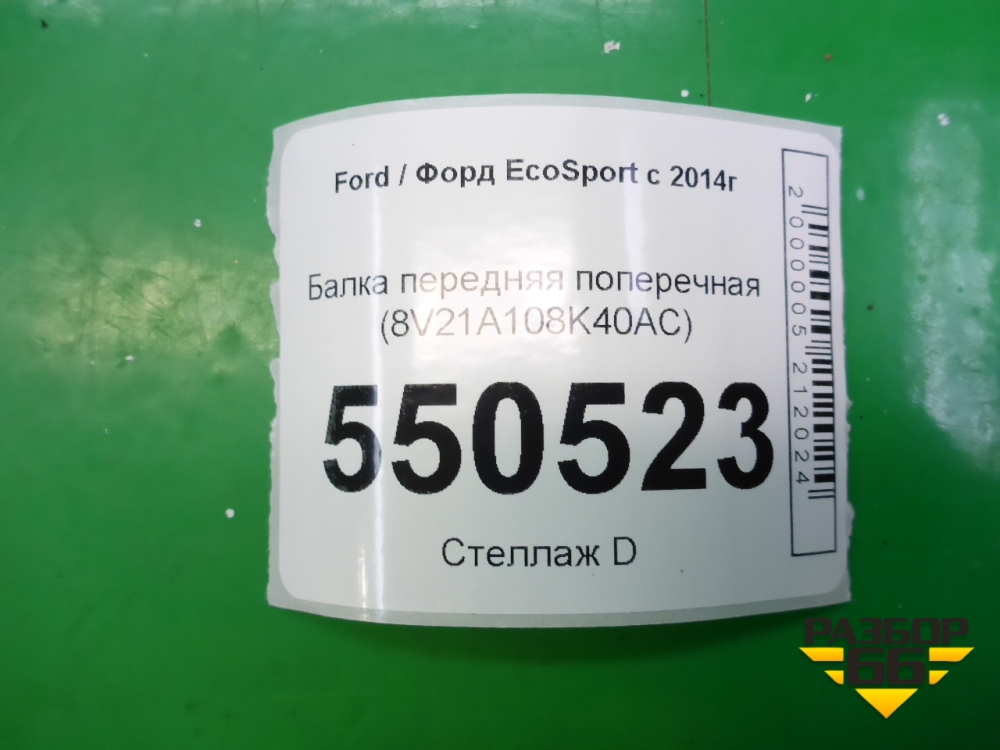 Ford / Форд EcoSport с 2014г
Балка передняя поперечная
(8V21A108K40AC)
550523
Стеллаж D
2000005212024
РАЗБОР
66